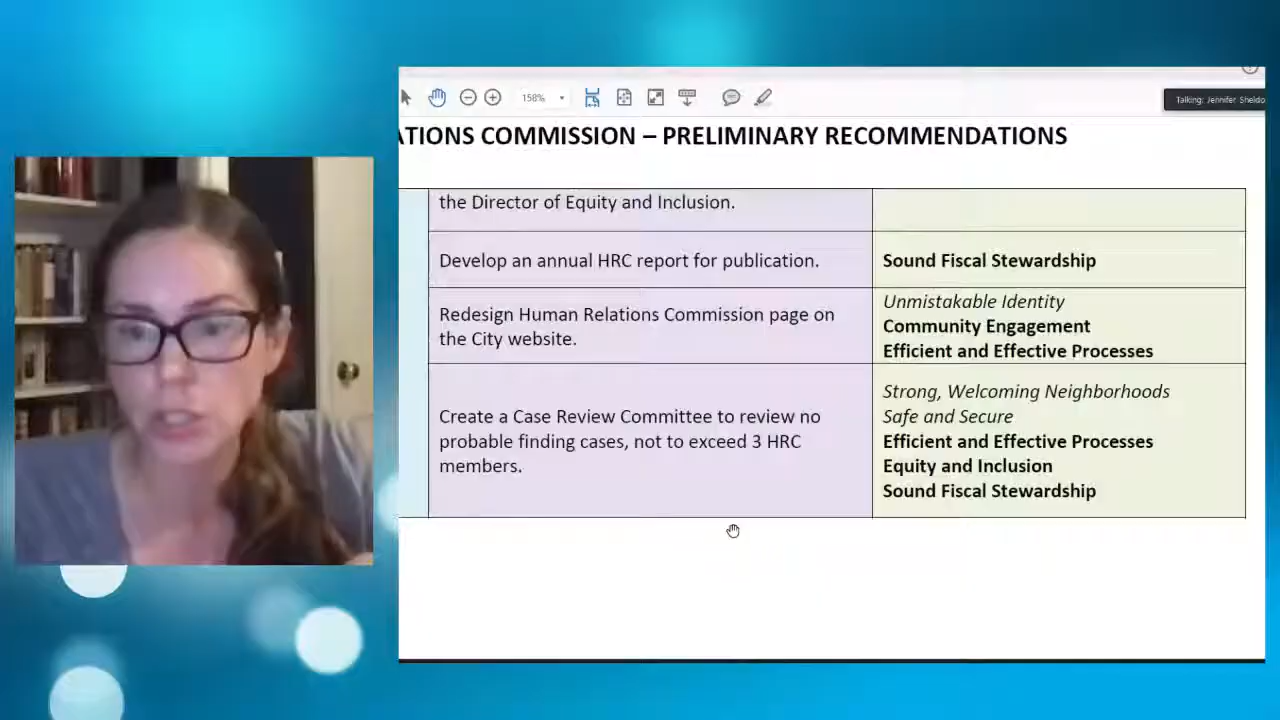 158%
Talking: Jennifer Sheldo
ATIONS COMMISSION – PRELIMINARY RECOMMENDATIONS
the Director of Equity and Inclusion.
Develop an annual HRC report for publication.
Sound Fiscal Stewardship
Redesign Human Relations Commission page on
the City website.
Unmistakable Identity
Community Engagement
Efficient and Effective Processes
Create a Case Review Committee to review no
probable finding cases, not to exceed 3 HRC
members.
Strong, Welcoming Neighborhoods
Safe and Secure
Efficient and Effective Processes
Equity and Inclusion
Sound Fiscal Stewardship